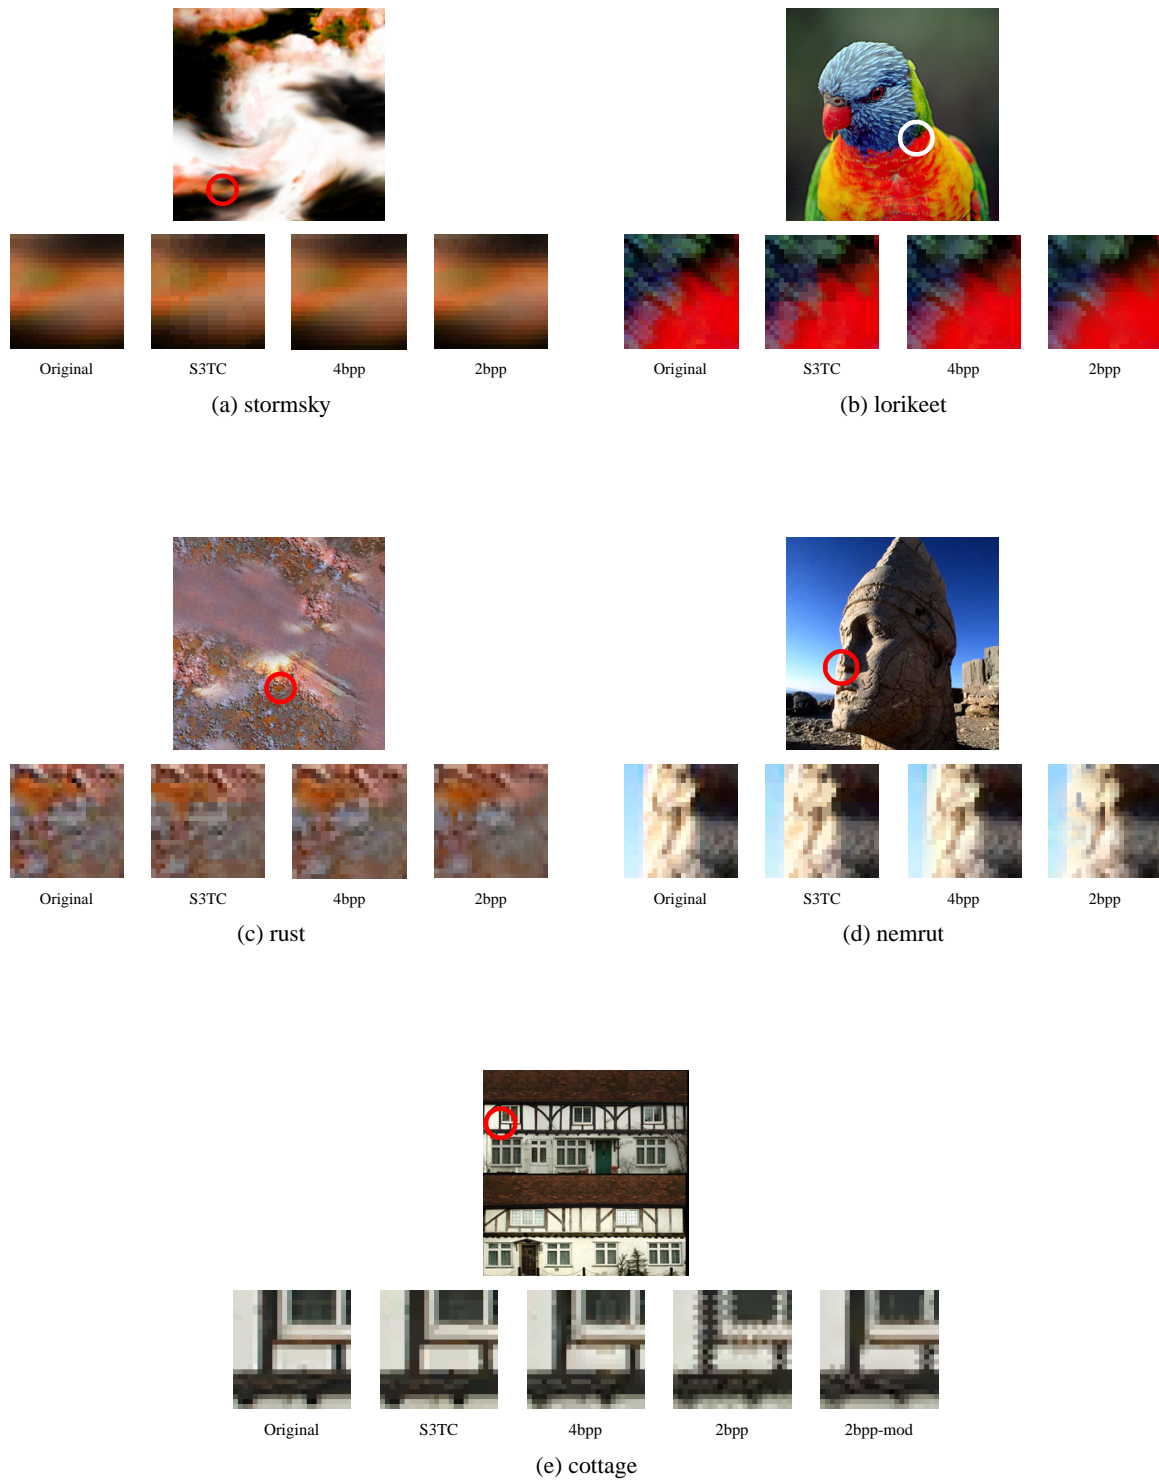 Original S3TC 4bpp 2bpp
(a) stormsky
Original S3TC 4bpp 2bpp
(b) lorikeet
Original S3TC 4bpp 2bpp
(c) rust
Original S3TC 4bpp 2bpp
(d) nemrut
Original S3TC 4bpp 2bpp 2bpp-mod
(e) cottage